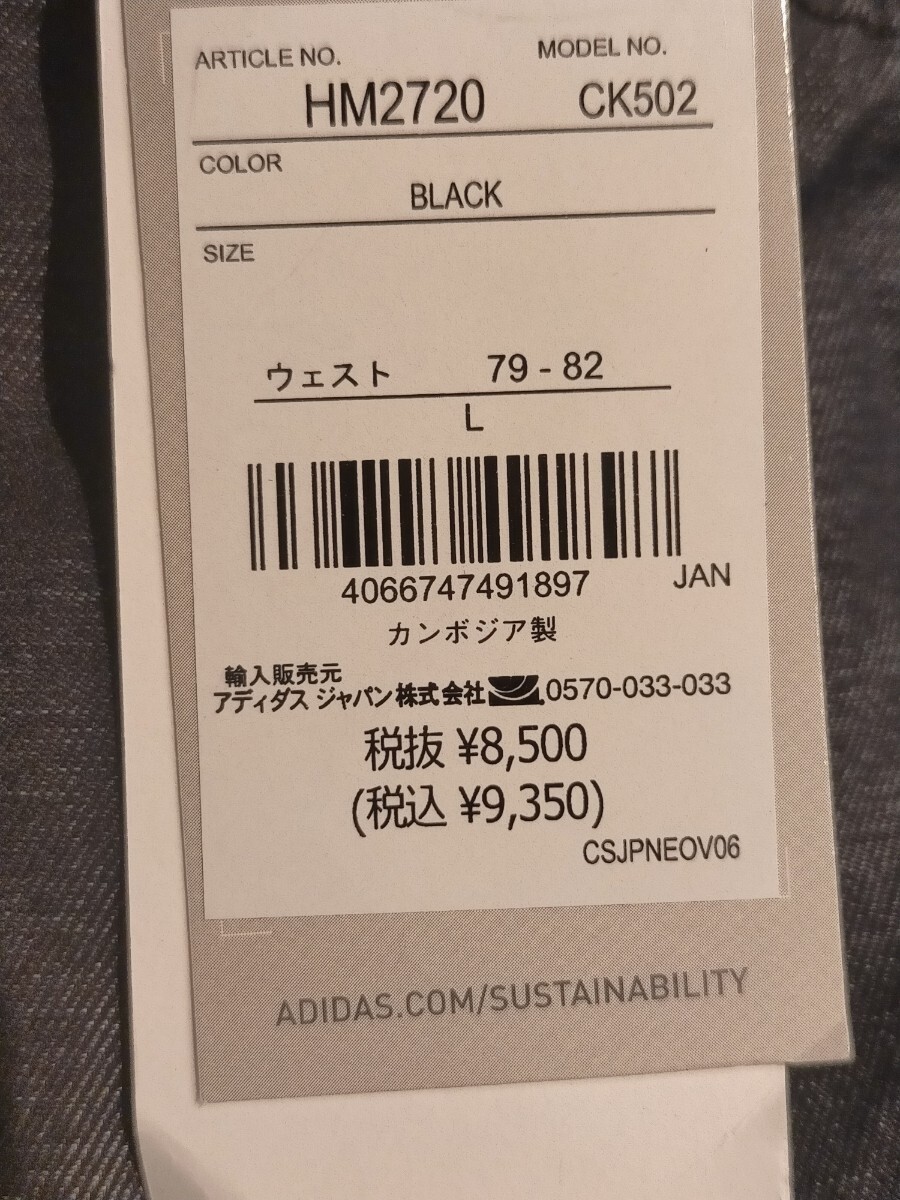 ARTICLE NO. MODEL NO.
HM2720 CK502
COLOR
BLACK
SIZE
ウェスト 79 - 82
L
4066747491897 JAN
カンボジア製
輸入販売元
アディダス ジャパン株式会社 0570-033-033
税抜 ¥8,500
(税込 ¥9,350)
CSJPNEOV06
ADIDAS.COM/SUSTAINABILITY